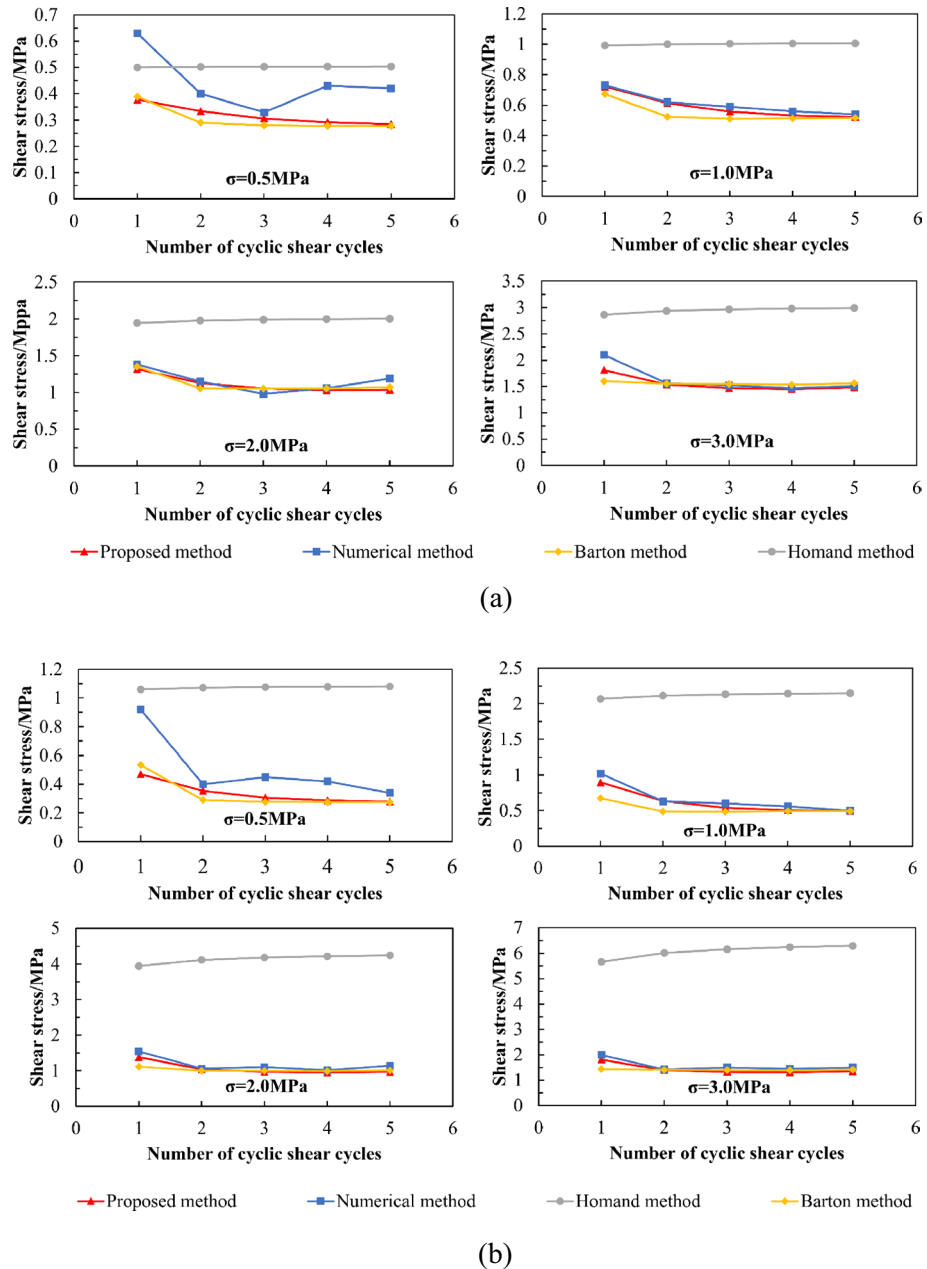 0.7
0.6
0.5
0.4
0.3
0.2
0.1
0
Shear stress/MPa
σ=0.5MPa
0 1 2 3 4 5 6
Number of cyclic shear cycles
1.2
1
0.8
0.6
0.4
0.2
0
Shear stress/MPa
σ=1.0MPa
0 1 2 3 4 5 6
Number of cyclic shear cycles
2.5
2
1.5
1
0.5
0
Shear stress/Mppa
σ=2.0MPa
0 1 2 3 4 5 6
Number of cyclic shear cycles
3.5
3
2.5
2
1.5
1
0.5
0
Shear stress/MPa
σ=3.0MPa
0 1 2 3 4 5 6
Number of cyclic shear cycles
Proposed method Numerical method Barton method Homand method
(a)
1.2
1
0.8
0.6
0.4
0.2
0
Shear stress/MPa
σ=0.5MPa
0 1 2 3 4 5 6
Number of cyclic shear cycles
2.5
2
1.5
1
0.5
0
Shear stress/MPa
σ=1.0MPa
0 1 2 3 4 5 6
Number of cyclic shear cycles
5
4
3
2
1
0
Shear stress/MPa
σ=2.0MPa
0 1 2 3 4 5 6
Number of cyclic shear cycles
7
6
5
4
3
2
1
0
Shear stress/MPa
σ=3.0MPa
0 1 2 3 4 5 6
Number of cyclic shear cycles
Proposed method Numerical method Homand method Barton method
(b)